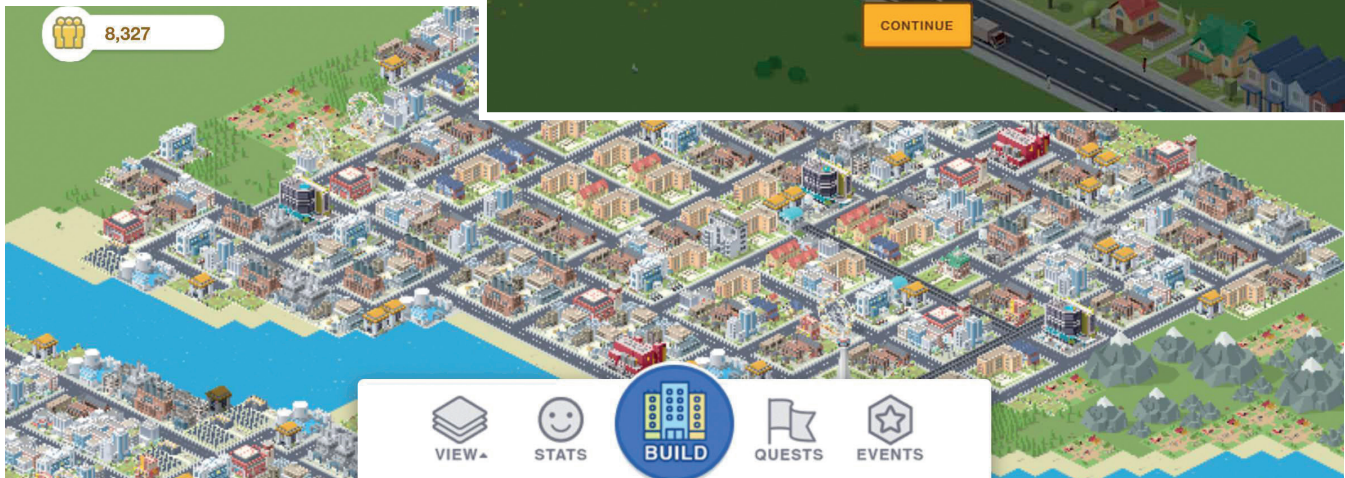 8,327
CONTINUE
VIEW
STATS
BUILD
QUESTS
EVENTS